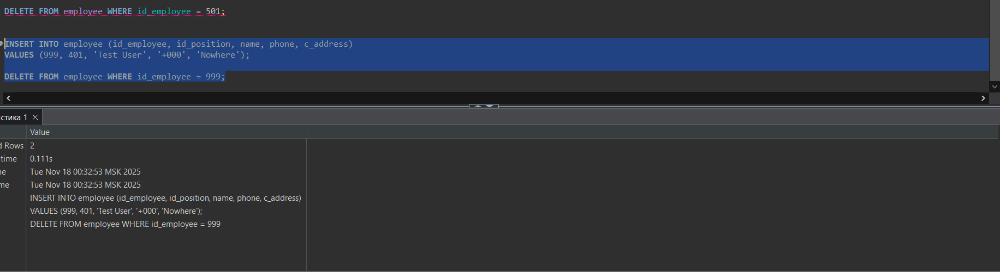 DELETE FROM employee WHERE id_employee = 501;
INSERT INTO employee (id_employee, id_position, name, phone, c_address)
VALUES (999, 401, 'Test User', '+000', 'Nowhere');
DELETE FROM employee WHERE id_employee = 999;
стика 1
Value
d Rows 2
time 0.111s
ne Tue Nov 18 00:32:53 MSK 2025
me Tue Nov 18 00:32:53 MSK 2025
INSERT INTO employee (id_employee, id_position, name, phone, c_address)
VALUES (999, 401, 'Test User', '+000', 'Nowhere');
DELETE FROM employee WHERE id_employee = 999